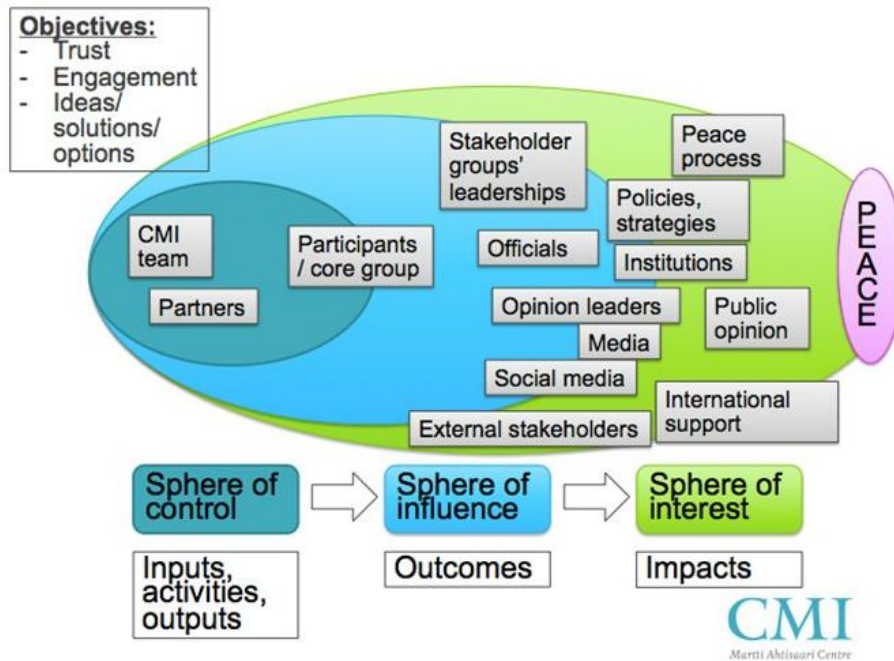 Objectives:
- Trust
- Engagement
- Ideas/
solutions/
options
Stakeholder
groups'
leaderships
Peace
process
Policies,
strategies
CMI
team
Participants
/ core group
Officials
Institutions
Partners
Opinion leaders
Public
opinion
Media
Social media
External stakeholders
International
support
PEACE
Sphere of
control
Sphere of
influence
Sphere of
interest
Inputs,
activities,
outputs
Outcomes
Impacts
CMI
Martti Ahtisaari Centre